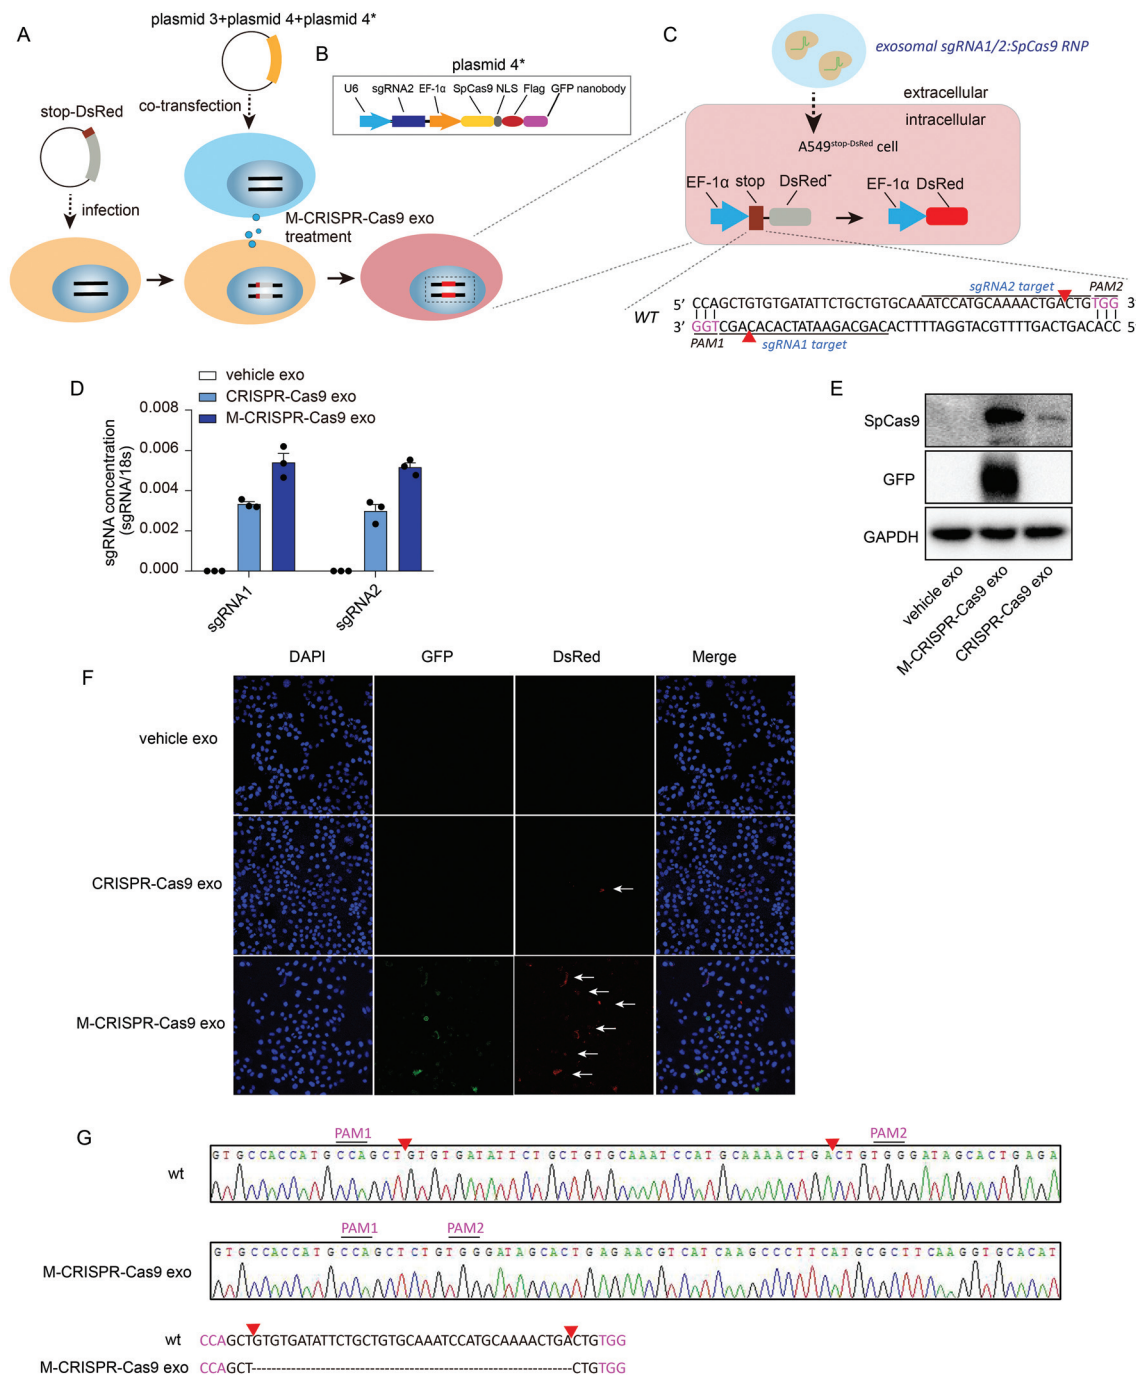 A
plasmid 3+plasmid 4+plasmid 4*
stop-DsRed
co-transfection
infection
M-CRISPR-Cas9 exo
treatment
B
plasmid 4*
U6 sgRNA2 EF-1α SpCas9 NLS Flag GFP nanobody
C
exosomal sgRNA1/2:SpCas9 RNP
extracellular
intracellular
A549stop-DsRed cell
EF-1α stop DsRed-
EF-1α DsRed
sgRNA2 target PAM2
WT
5' CCAGCTGTGTGATATTCTGCTGTGCAAATCCATGCAAAACTGACTGTGG 3'
3' GGTCGACACACTATAAGACGACACTTTTAGGTACGTTTTGACTGACACC 5'
PAM1 sgRNA1 target
D
vehicle exo
CRISPR-Cas9 exo
M-CRISPR-Cas9 exo
sgRNA concentration
(sgRNA/18s)
0.008
0.006
0.004
0.002
0.000
sgRNA1
sgRNA2
E
SpCas9
GFP
GAPDH
vehicle exo
M-CRISPR-Cas9 exo
CRISPR-Cas9 exo
F
DAPI GFP DsRed Merge
vehicle exo
CRISPR-Cas9 exo
M-CRISPR-Cas9 exo
G
PAM1 PAM2
wt
GTGCCACCATGCCAGCTGTGTGATATTCTGCTGTGCAAATCCATGCAAAACTGACTGTGGGATAGCACTGAGA
PAM1 PAM2
M-CRISPR-Cas9 exo
GTGCCACCATGCCAGCTCTGTGGGATAGCACTGAGAACGTCATCAAGCCCTTCATGCGCTTCAAGGTGCACAT
wt CCAGCTGTGTGATATTCTGCTGTGCAAATCCATGCAAAACTGACTGTGG
M-CRISPR-Cas9 exo CCAGCT----------------------------------------CTGTGG